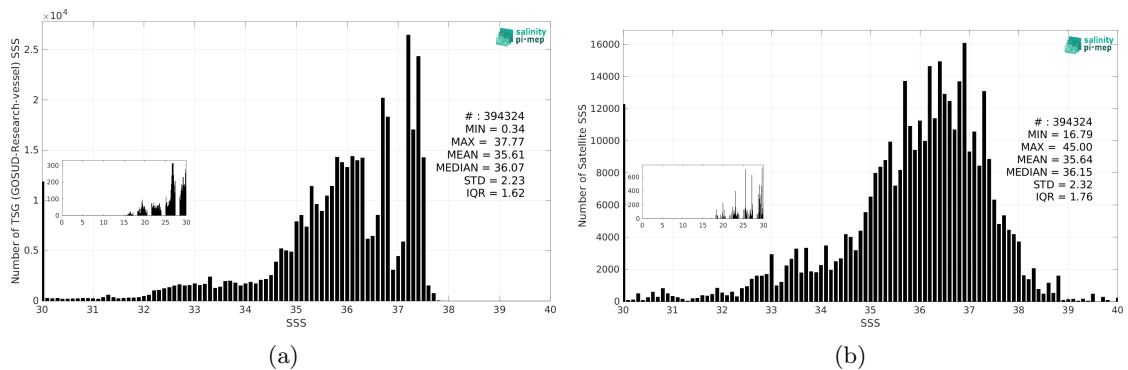 ×10⁴
2.5
2
1.5
1
0.5
0
Number of TSG (GOSUD-Research-vessel) SSS
salinity
pi-mep
# : 394324
MIN = 0.34
MAX = 37.77
MEAN = 35.61
MEDIAN = 36.07
STD = 2.23
IQR = 1.62
300
200
100
0
0 5 10 15 20 25 30
30 31 32 33 34 35 36 37 38 39 40
SSS
(a)
16000
14000
12000
10000
8000
6000
4000
2000
0
Number of Satellite SSS
salinity
pi-mep
# : 394324
MIN = 16.79
MAX = 45.00
MEAN = 35.64
MEDIAN = 36.15
STD = 2.32
IQR = 1.76
600
400
200
0
0 5 10 15 20 25 30
30 31 32 33 34 35 36 37 38 39 40
SSS
(b)